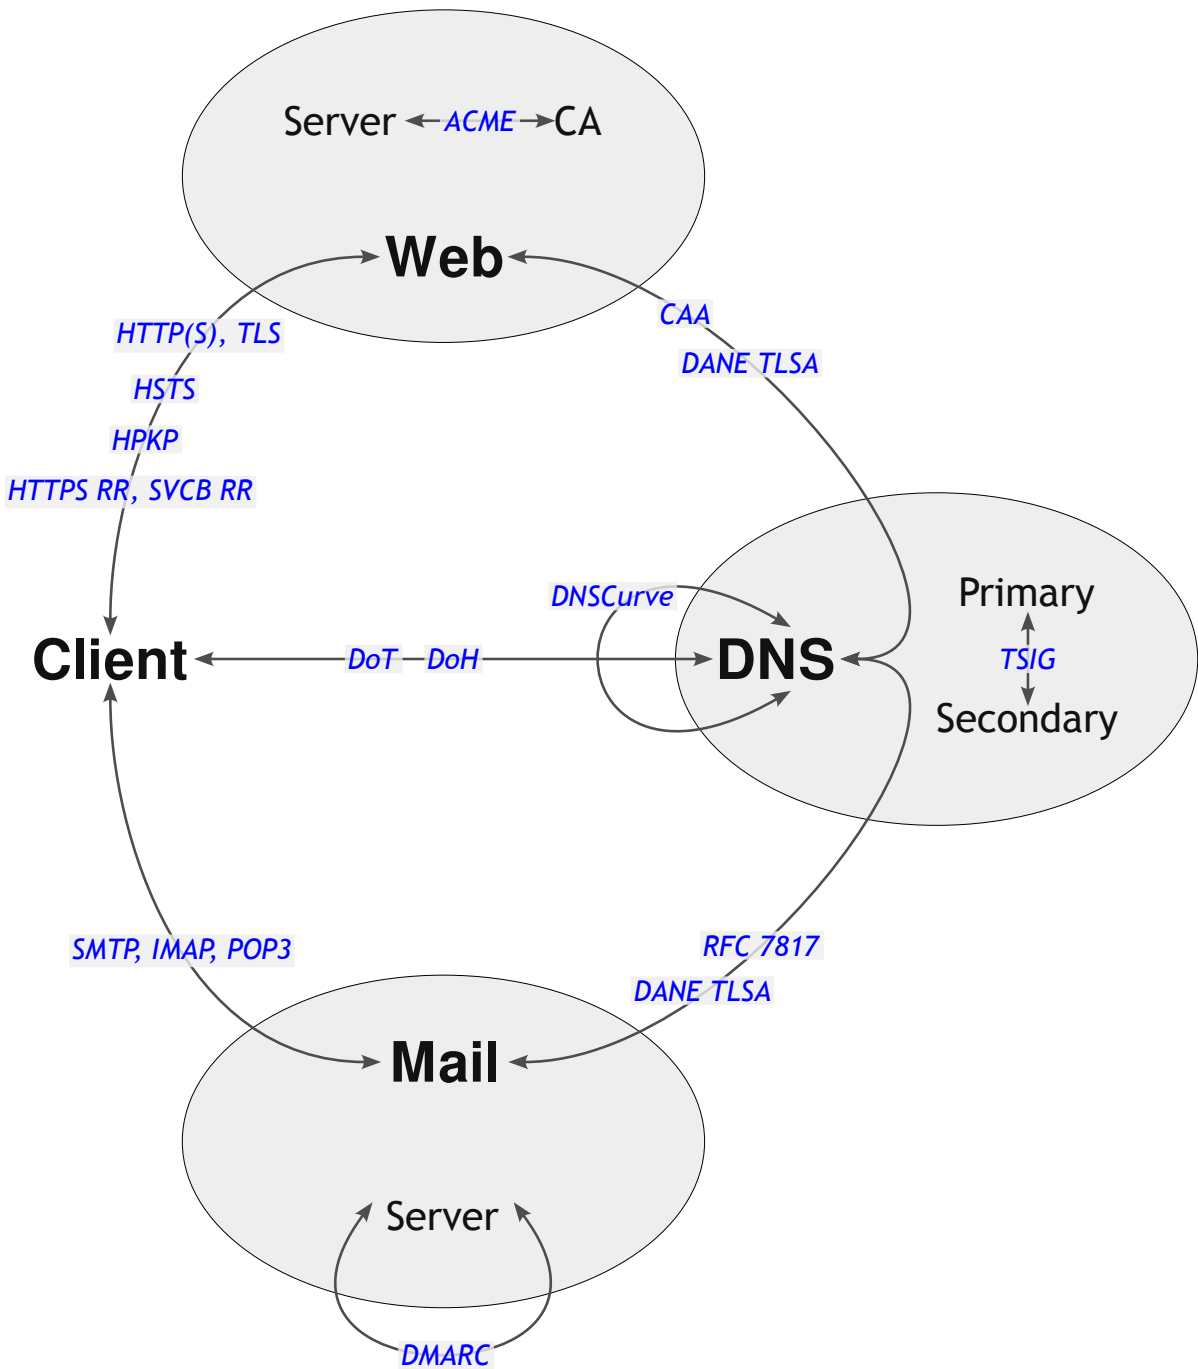 Server ACME CA
Web
CAA
HTTP(S), TLS
DANE TLSA
HSTS
HPKP
HTTPS RR, SVCB RR
DNSCurve
Primary
Client DoT DoH DNS TSIG
Secondary
SMTP, IMAP, POP3
RFC 7817
DANE TLSA
Mail
Server
DMARC